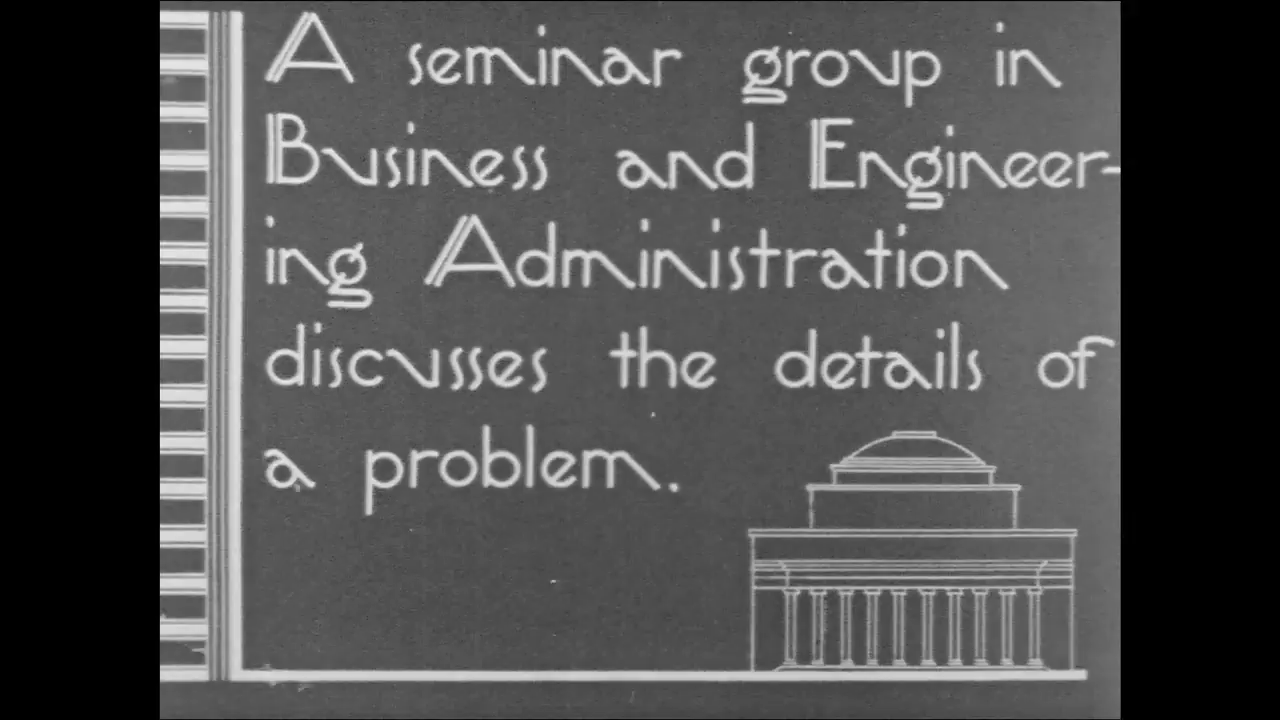 A seminar group in
Business and Engineer-
ing Administration
discusses the details of
a problem.